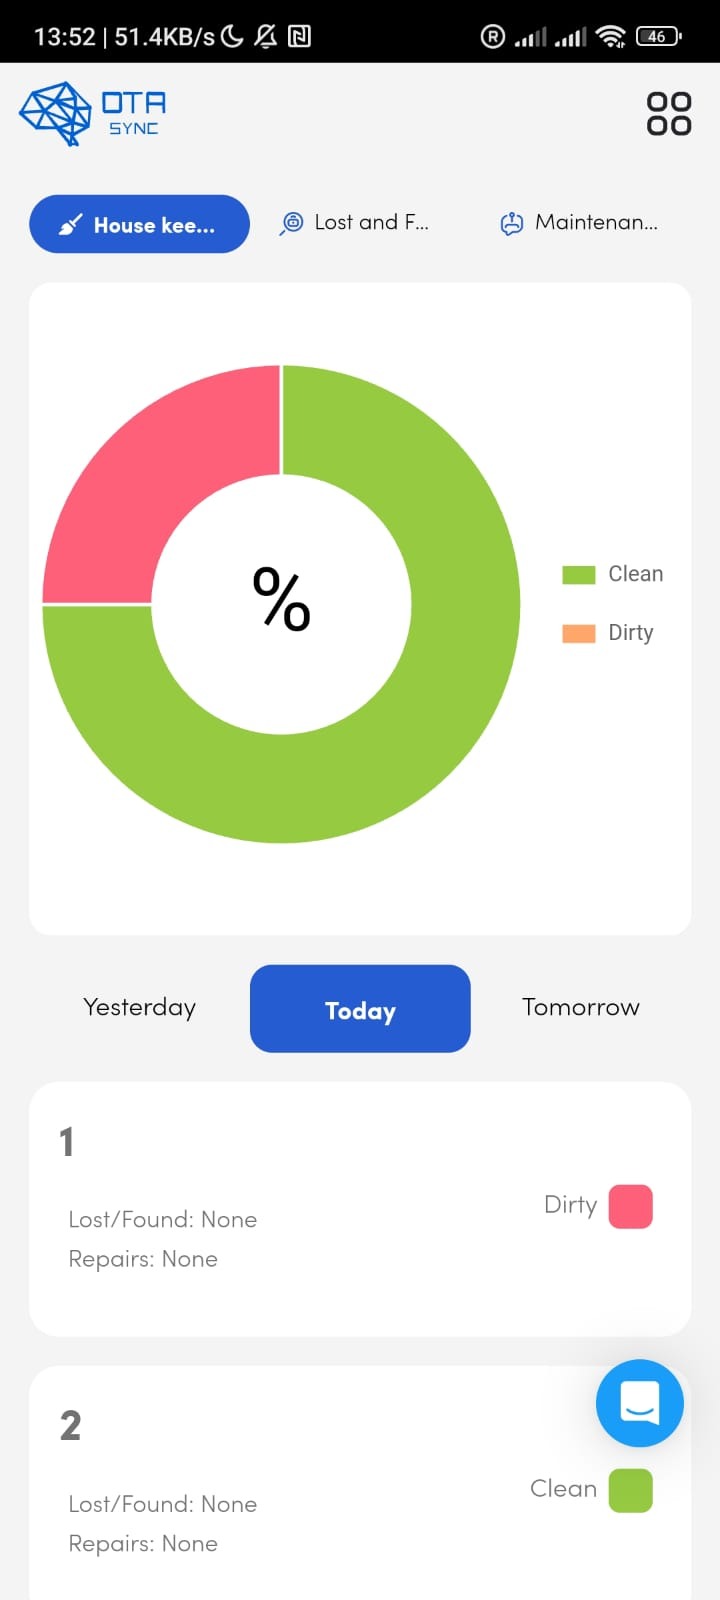 13:52 | 51.4KB/s
R
46
OTA
SYNC
House kee...
Lost and F...
Maintenan...
%
Clean
Dirty
Yesterday
Today
Tomorrow
1
Dirty
Lost/Found: None
Repairs: None
2
Clean
Lost/Found: None
Repairs: None